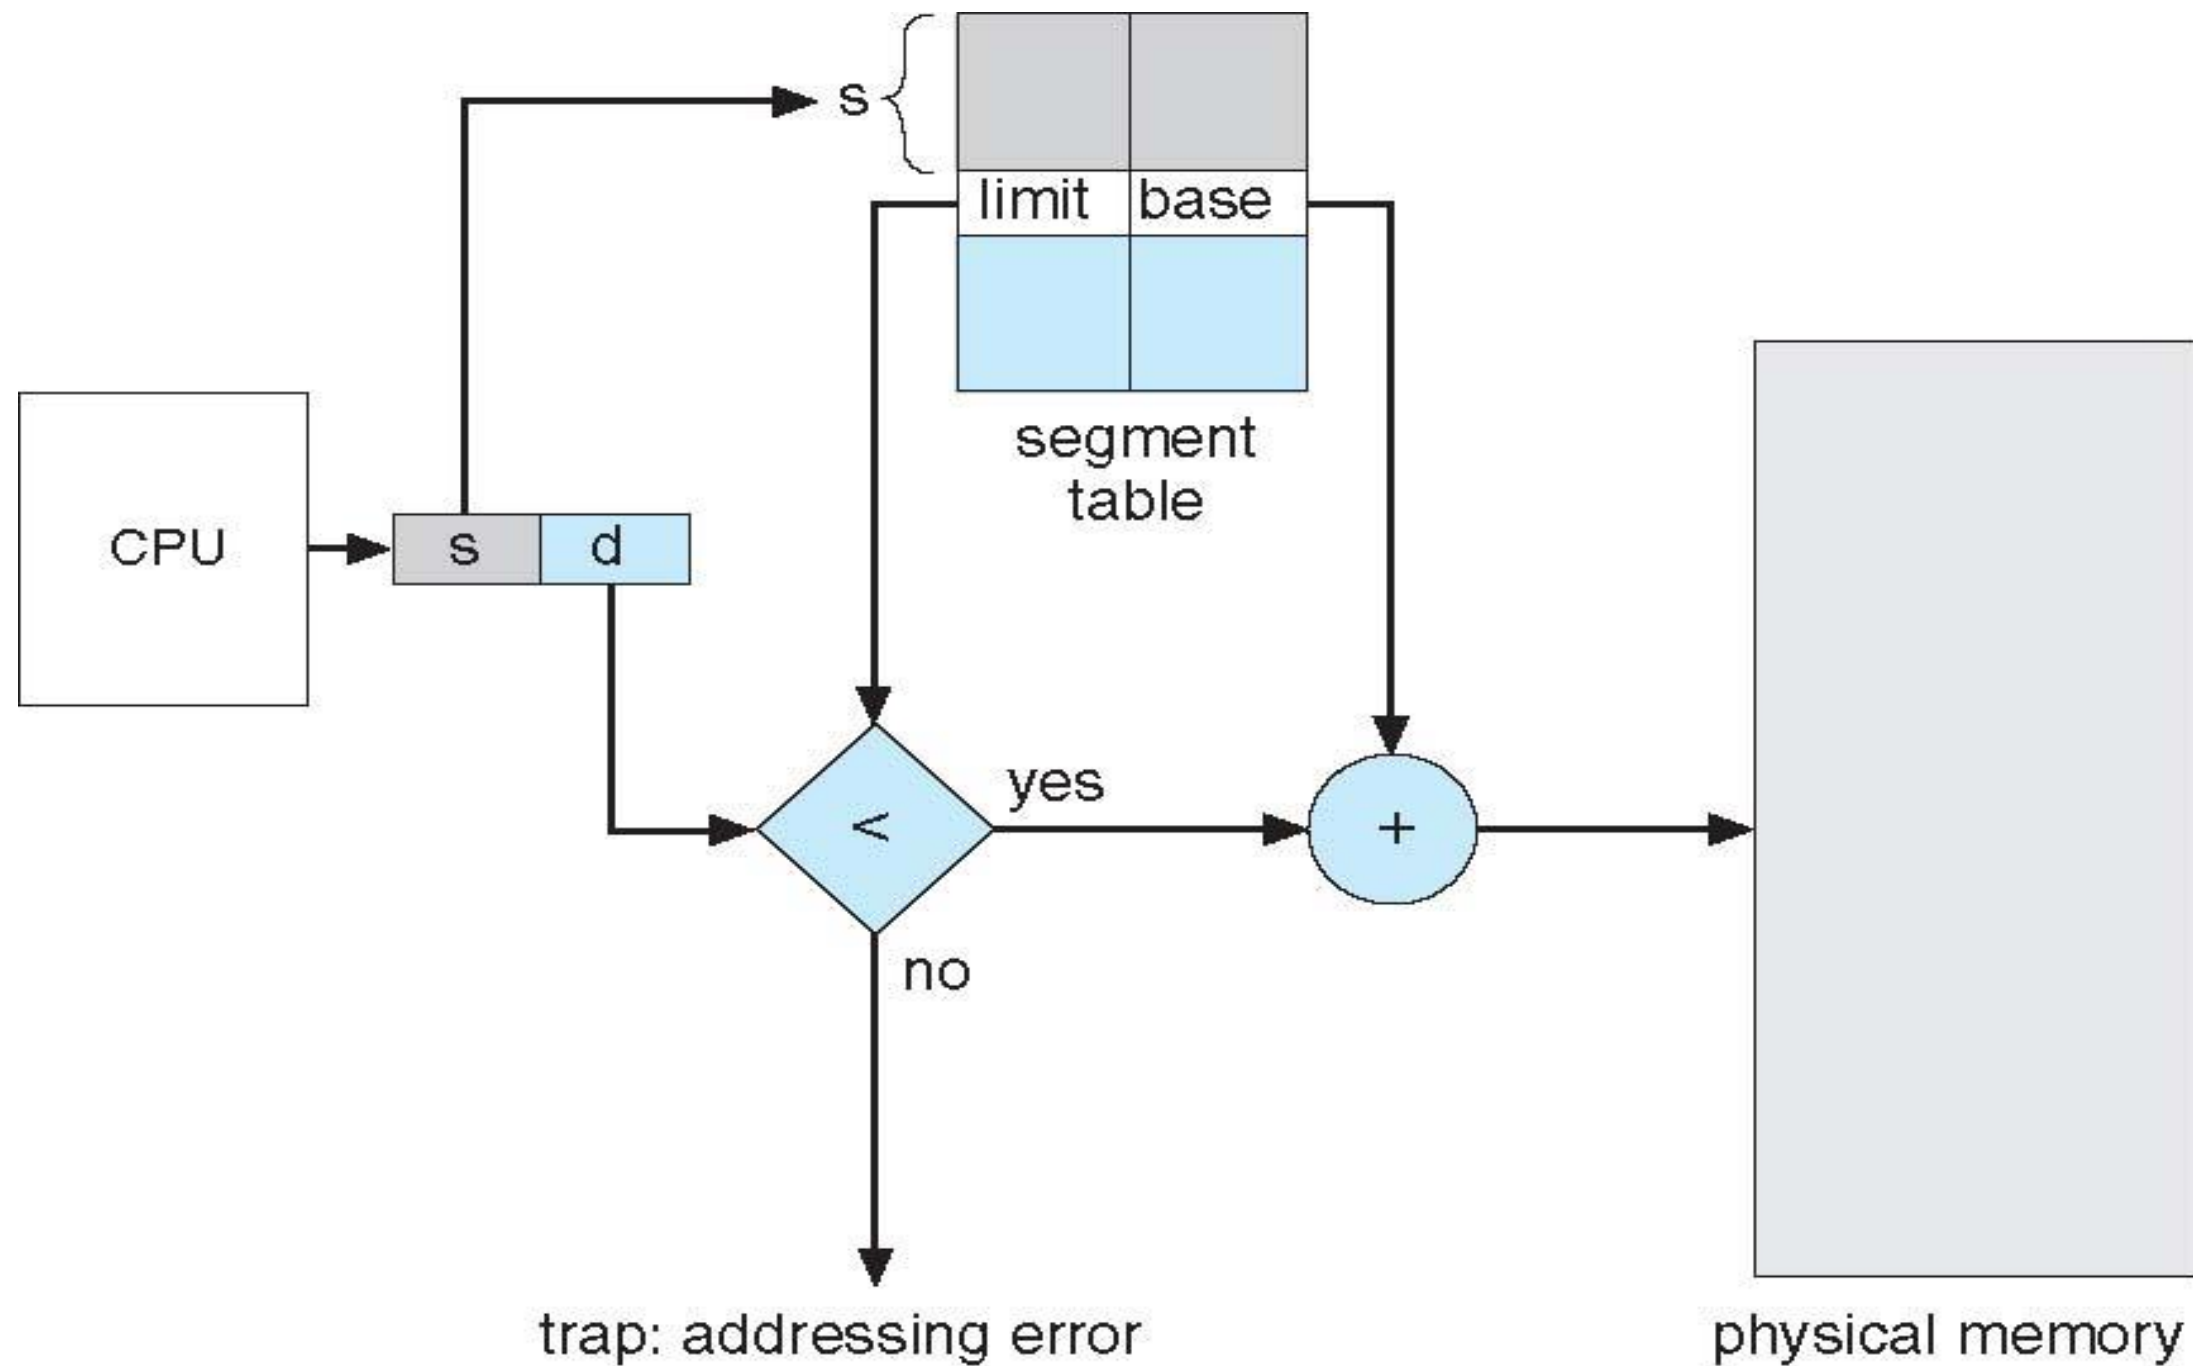 s
limit base
segment
table
CPU
s d
yes
<
+
no
trap: addressing error
physical memory